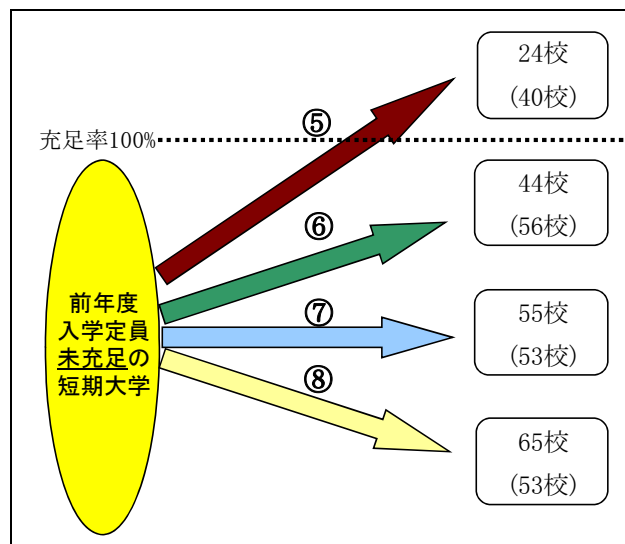 24校
(40校)
⑤
充足率100%
44校
(56校)
⑥
前年度
入学定員
未充足の
短期大学
⑦
55校
(53校)
⑧
65校
(53校)